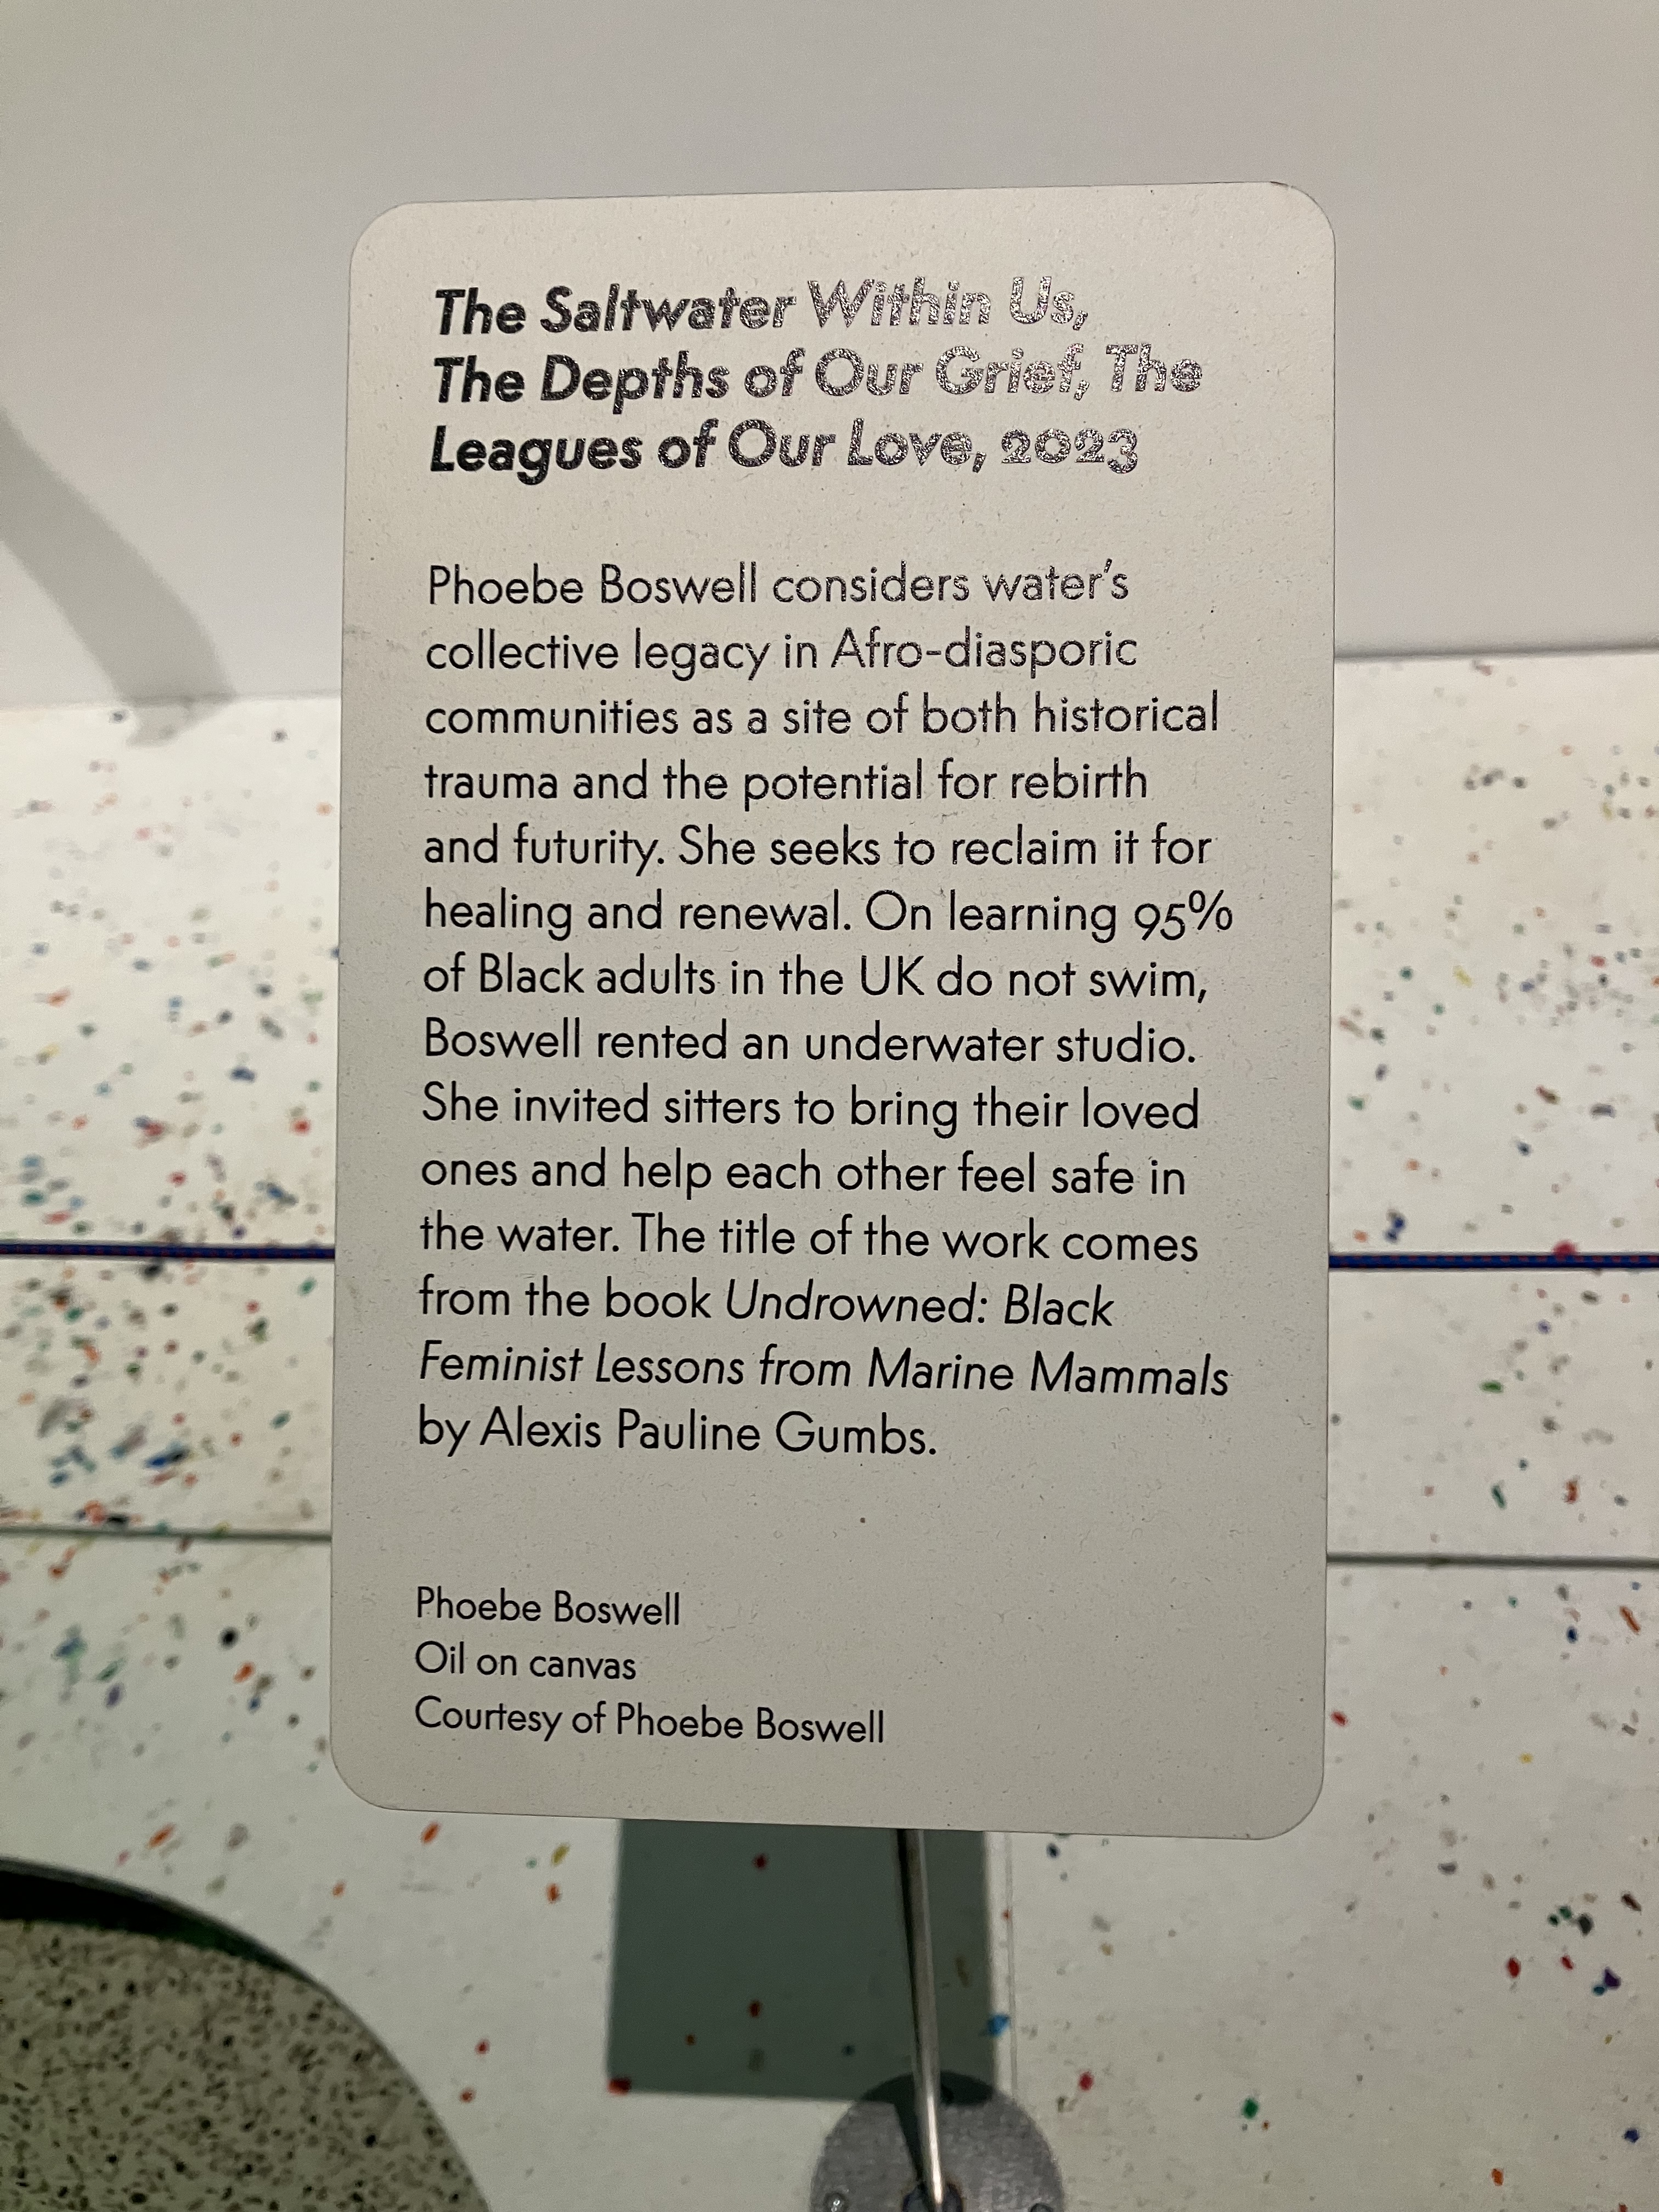 The Saltwater Within Us,
The Depths of Our Grief, The
Leagues of Our Love, 2023
Phoebe Boswell considers water's
collective legacy in Afro-diasporic
communities as a site of both historical
trauma and the potential for rebirth
and futurity. She seeks to reclaim it for
healing and renewal. On learning 95%
of Black adults in the UK do not swim,
Boswell rented an underwater studio.
She invited sitters to bring their loved
ones and help each other feel safe in
the water. The title of the work comes
from the book Undrowned: Black
Feminist Lessons from Marine Mammals
by Alexis Pauline Gumbs.
Phoebe Boswell
Oil on canvas
Courtesy of Phoebe Boswell